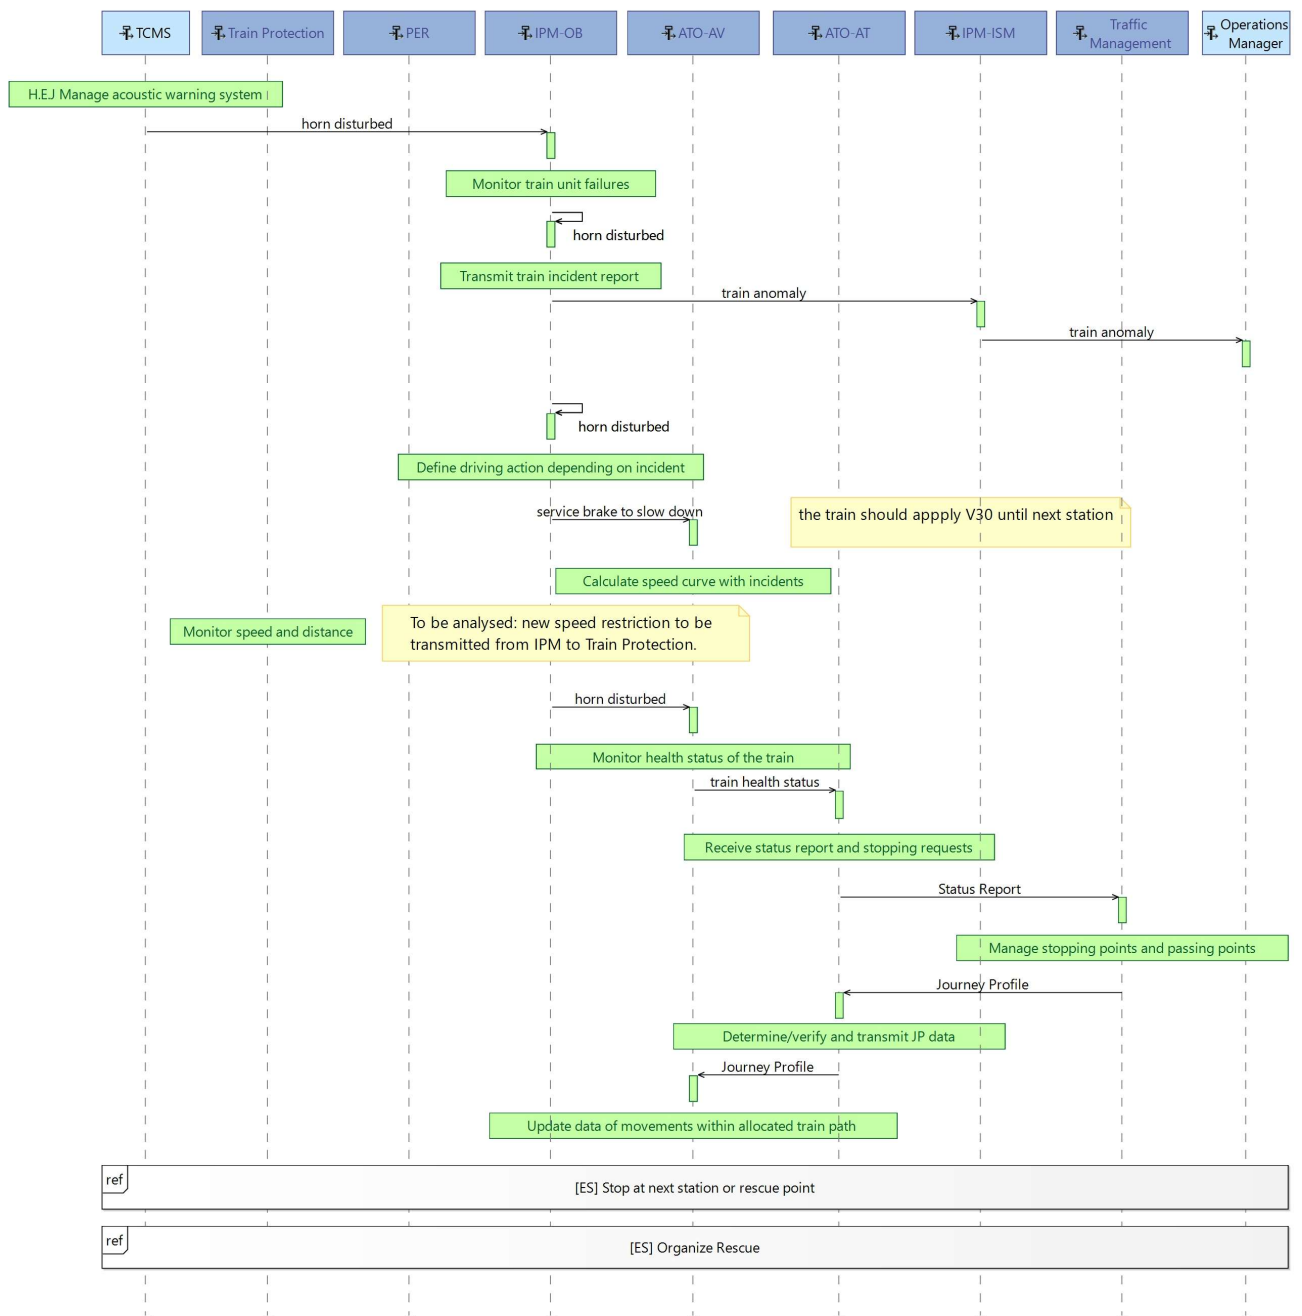 TCMS
Train Protection
PER
IPM-OB
ATO-AV
ATO-AT
IPM-ISM
Traffic
Management
Operations
Manager
H.EJ Manage acoustic warning system
horn disturbed
Monitor train unit failures
horn disturbed
Transmit train incident report
train anomaly
train anomaly
horn disturbed
Define driving action depending on incident
service brake to slow down
the train should appply V30 until next station
Calculate speed curve with incidents
Monitor speed and distance
To be analysed: new speed restriction to be
transmitted from IPM to Train Protection.
horn disturbed
Monitor health status of the train
train health status
Receive status report and stopping requests
Status Report
Manage stopping points and passing points
Journey Profile
Determine/verify and transmit JP data
Journey Profile
Update data of movements within allocated train path
ref
[ES] Stop at next station or rescue point
ref
[ES] Organize Rescue